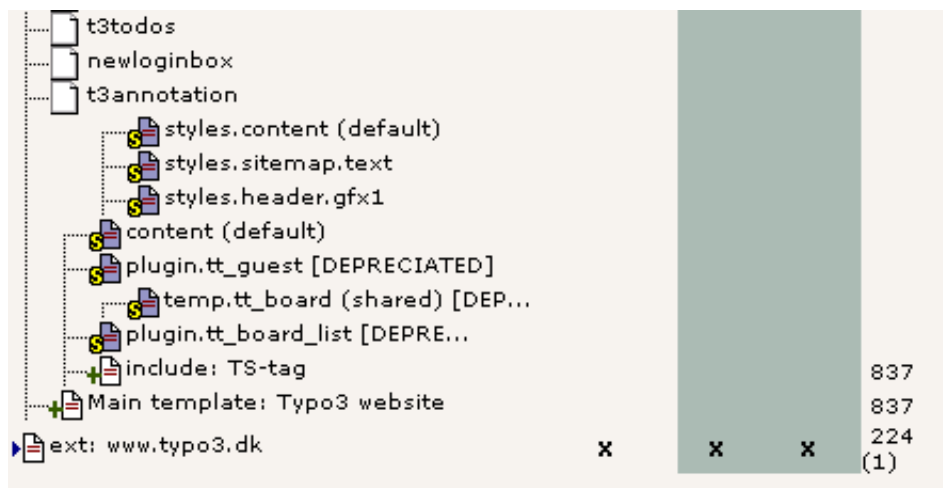 t3todos
newloginbox
t3annotation
styles.content (default)
styles.sitemap.text
styles.header.gfx1
content (default)
plugin.tt_guest [DEPRECIATED]
temp.tt_board (shared) [DEP...
plugin.tt_board_list [DEPRE...
include: TS-tag 837
Main template: Typo3 website 837
ext: www.typo3.dk x x x 224
(1)